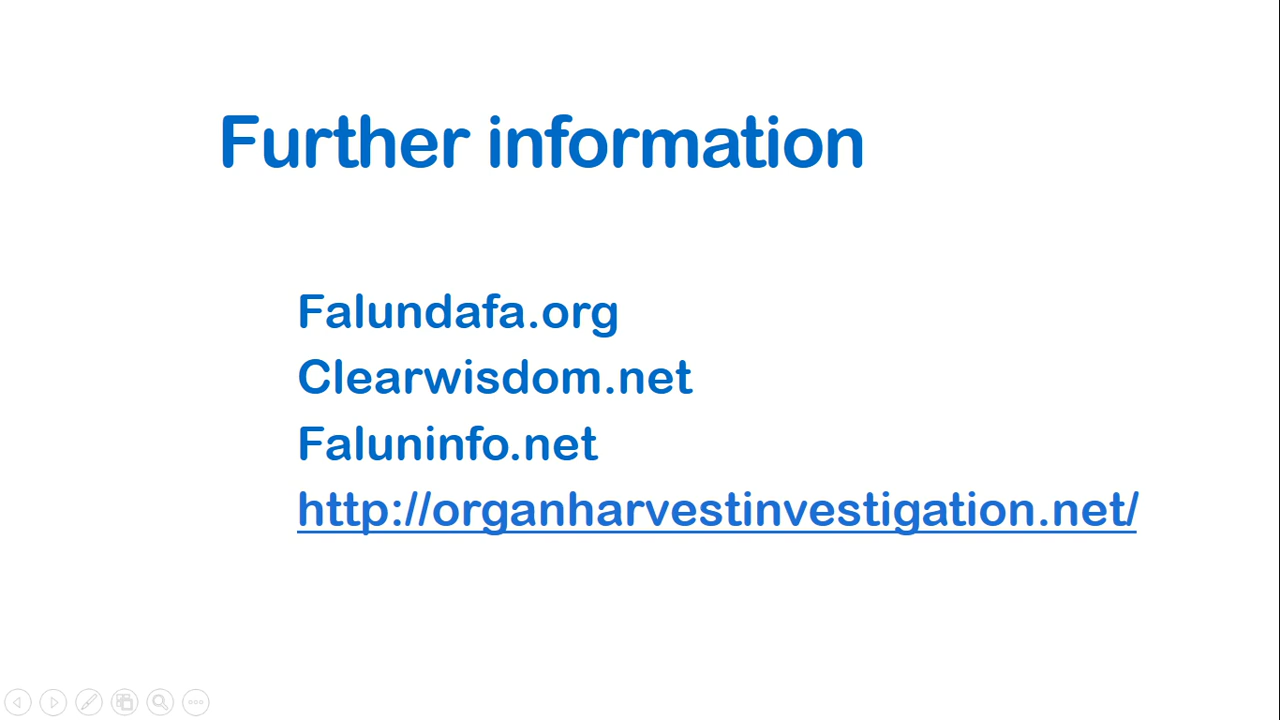 Further information
Falundafa.org
Clearwisdom.net
Faluninfo.net
http://organharvestinvestigation.net/